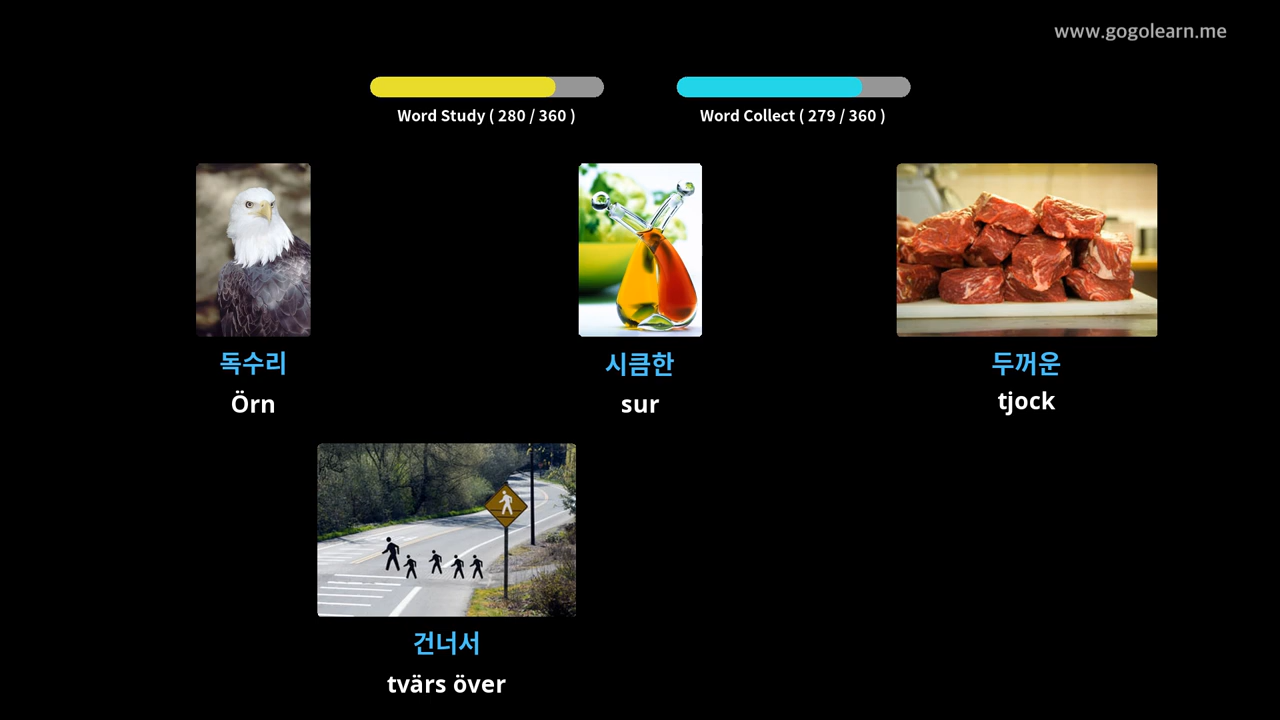 www.gogolearn.me
Word Study ( 280 / 360 )
Word Collect ( 279 / 360 )
독수리
Örn
시큼한
sur
두꺼운
tjock
건너서
tvärs över